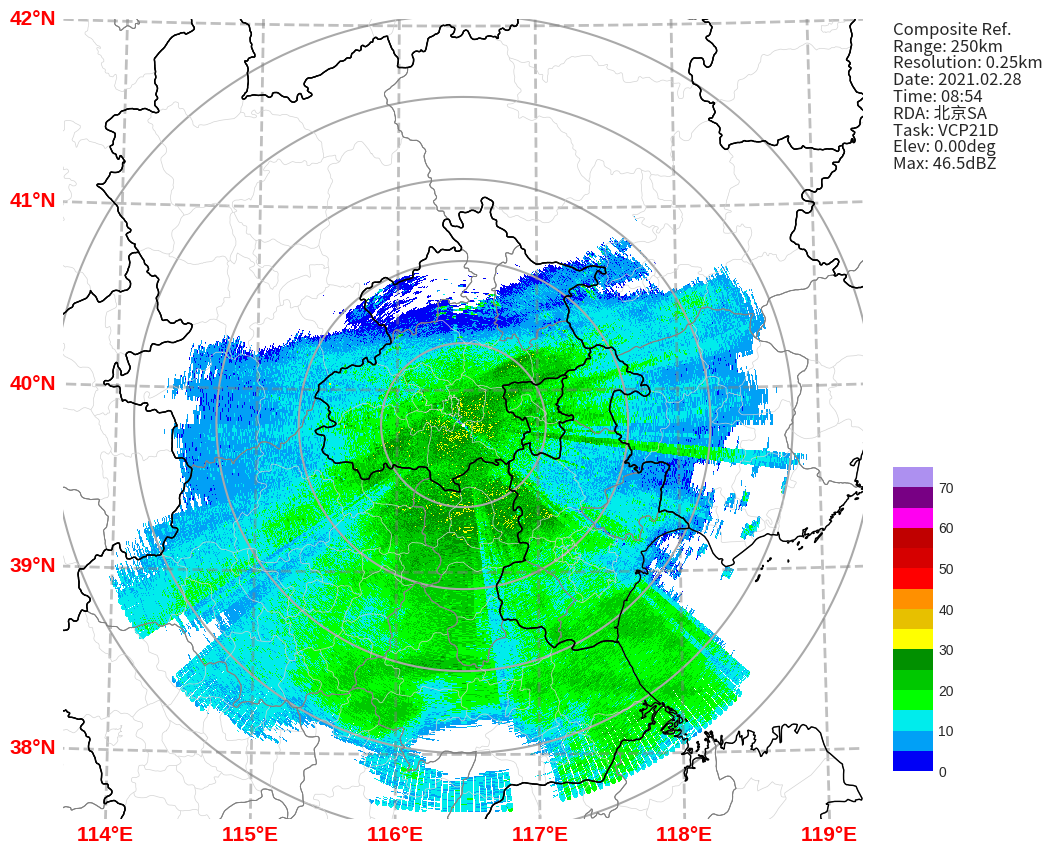 42°N
41°N
40°N
39°N
38°N
114°E 115°E 116°E 117°E 118°E 119°E
Composite Ref.
Range: 250km
Resolution: 0.25km
Date: 2021.02.28
Time: 08:54
RDA: 北京SA
Task: VCP21D
Elev: 0.00deg
Max: 46.5dBZ
70
60
50
40
30
20
10
0